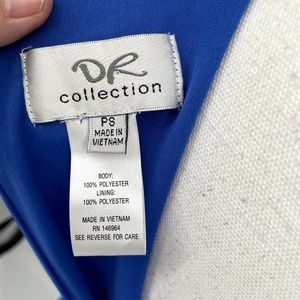 DR
collection
PS
MADE IN
VIETNAM
BODY:
100% POLYESTER
LINING:
100% POLYESTER
MADE IN VIETNAM
RN 146964
SEE REVERSE FOR CARE